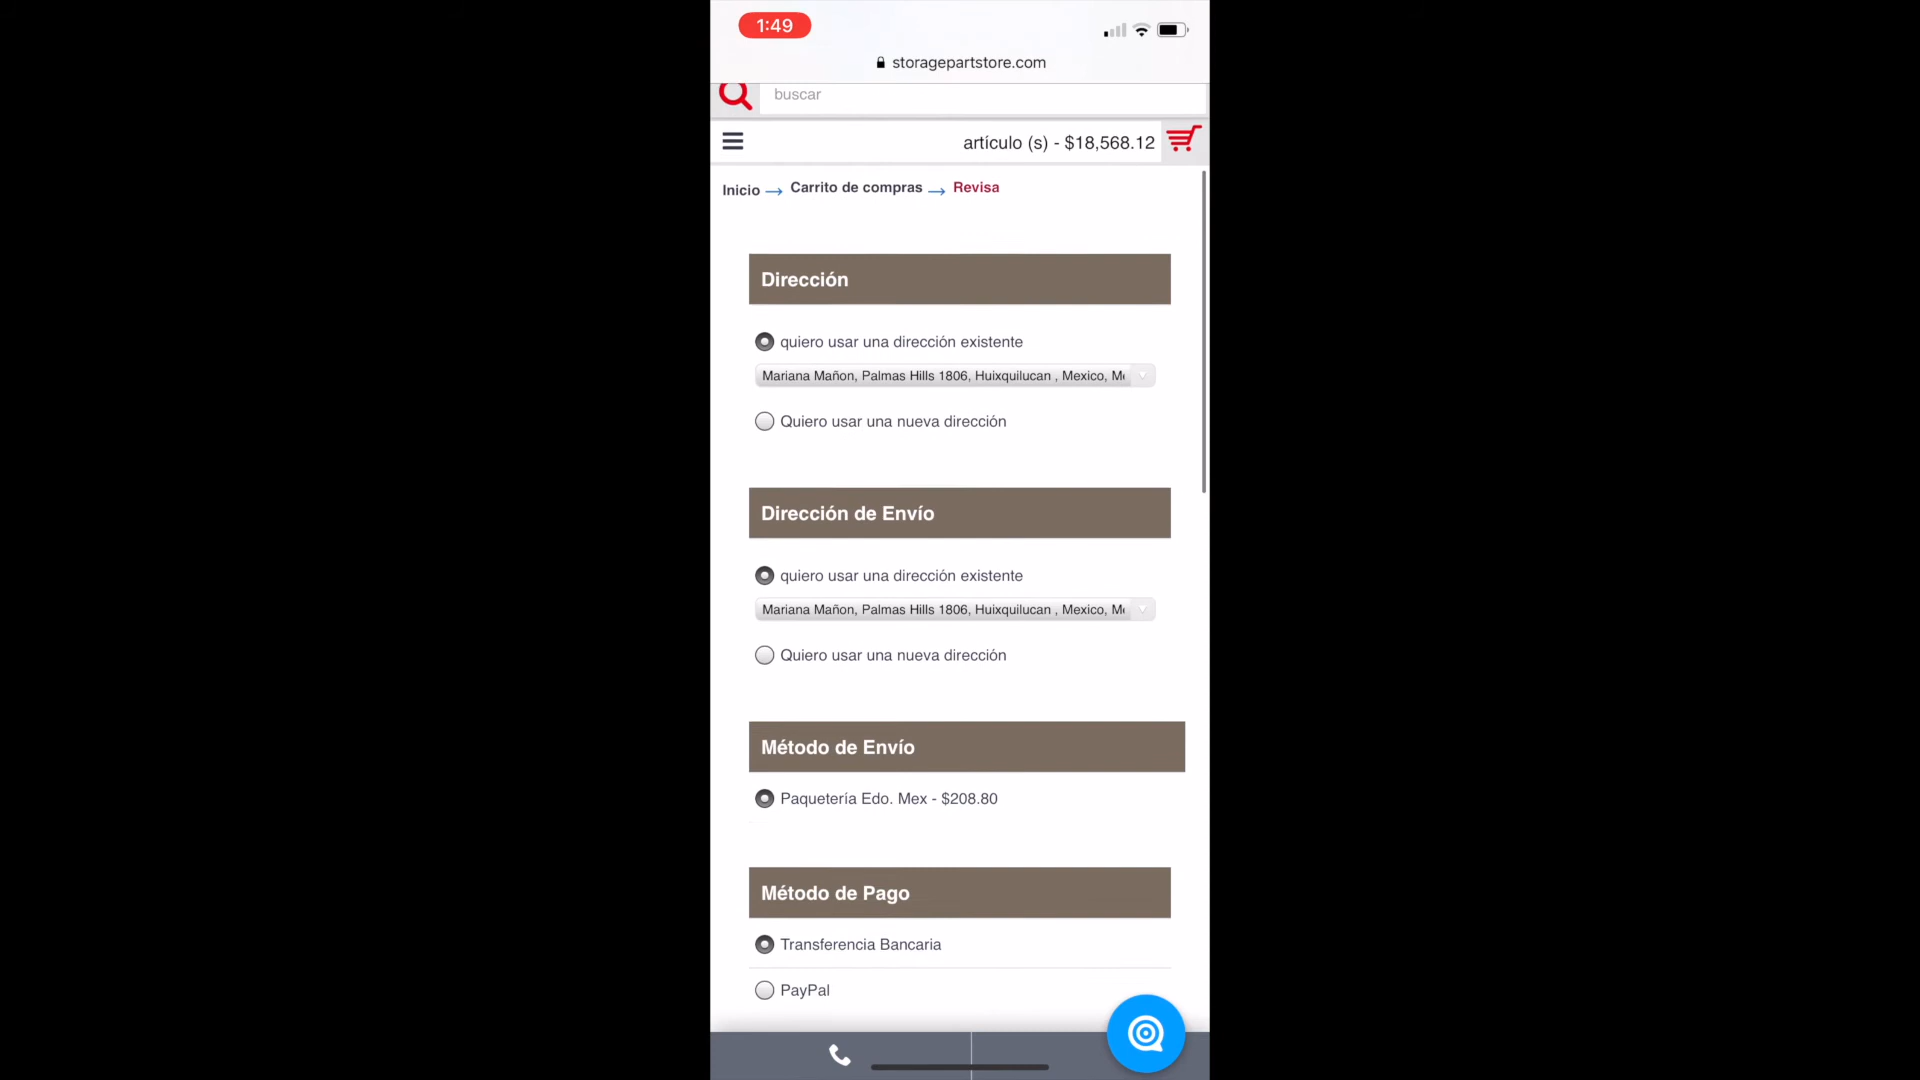 1:49
storagepartstore.com
buscar
artículo (s) - $18,568.12
Inicio → Carrito de compras → Revisa
Dirección
quiero usar una dirección existente
Mariana Mañon, Palmas Hills 1806, Huixquilucan , Mexico, Mé
Quiero usar una nueva dirección
Dirección de Envío
quiero usar una dirección existente
Mariana Mañon, Palmas Hills 1806, Huixquilucan , Mexico, Mé
Quiero usar una nueva dirección
Método de Envío
Paquetería Edo. Mex - $208.80
Método de Pago
Transferencia Bancaria
PayPal